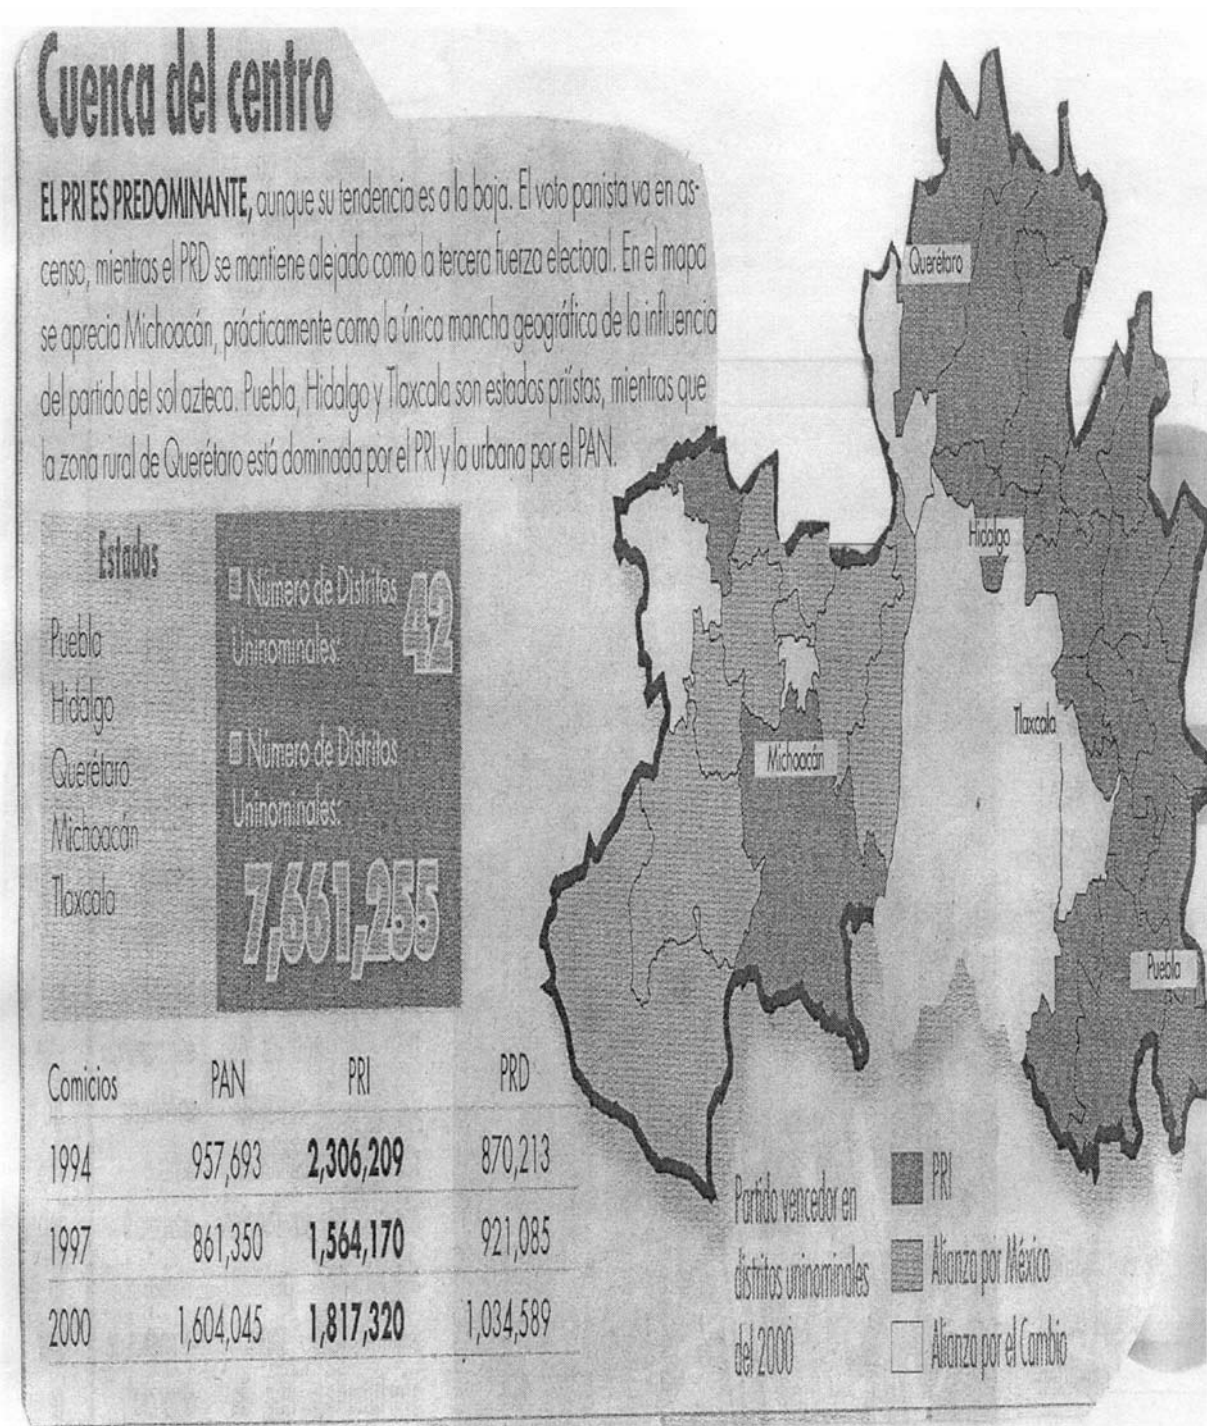 Cuenca del centro
EL PRI ES PREDOMINANTE, aunque su tendencia es a la baja. El voto panista va en as-
censo, mientras el PRD se mantiene alejado como la tercera fuerza electoral. En el mapa
se aprecia Michoacán, prácticamente como la única mancha geográfica de la influencia
del partido del sol azteca. Puebla, Hidalgo y Tlaxcala son estados priístas, mientras que
la zona rural de Querétaro está dominada por el PRI y la urbana por el PAN.
Estados
Puebla
Hidalgo
Querétaro
Michoacán
Tlaxcala
Número de Distritos
Uninominales:
42
Número de Distritos
Uninominales:
7,661,255
Comicios PAN PRI PRD
1994 957,693 2,306,209 870,213
1997 861,350 1,564,170 921,085
2000 1,604,045 1,817,320 1,034,589
Querétaro
Hidalgo
Tlaxcala
Michoacán
Puebla
Partido vencedor en
distritos uninominales
del 2000
PRI
Alianza por México
Alianza por el Cambio